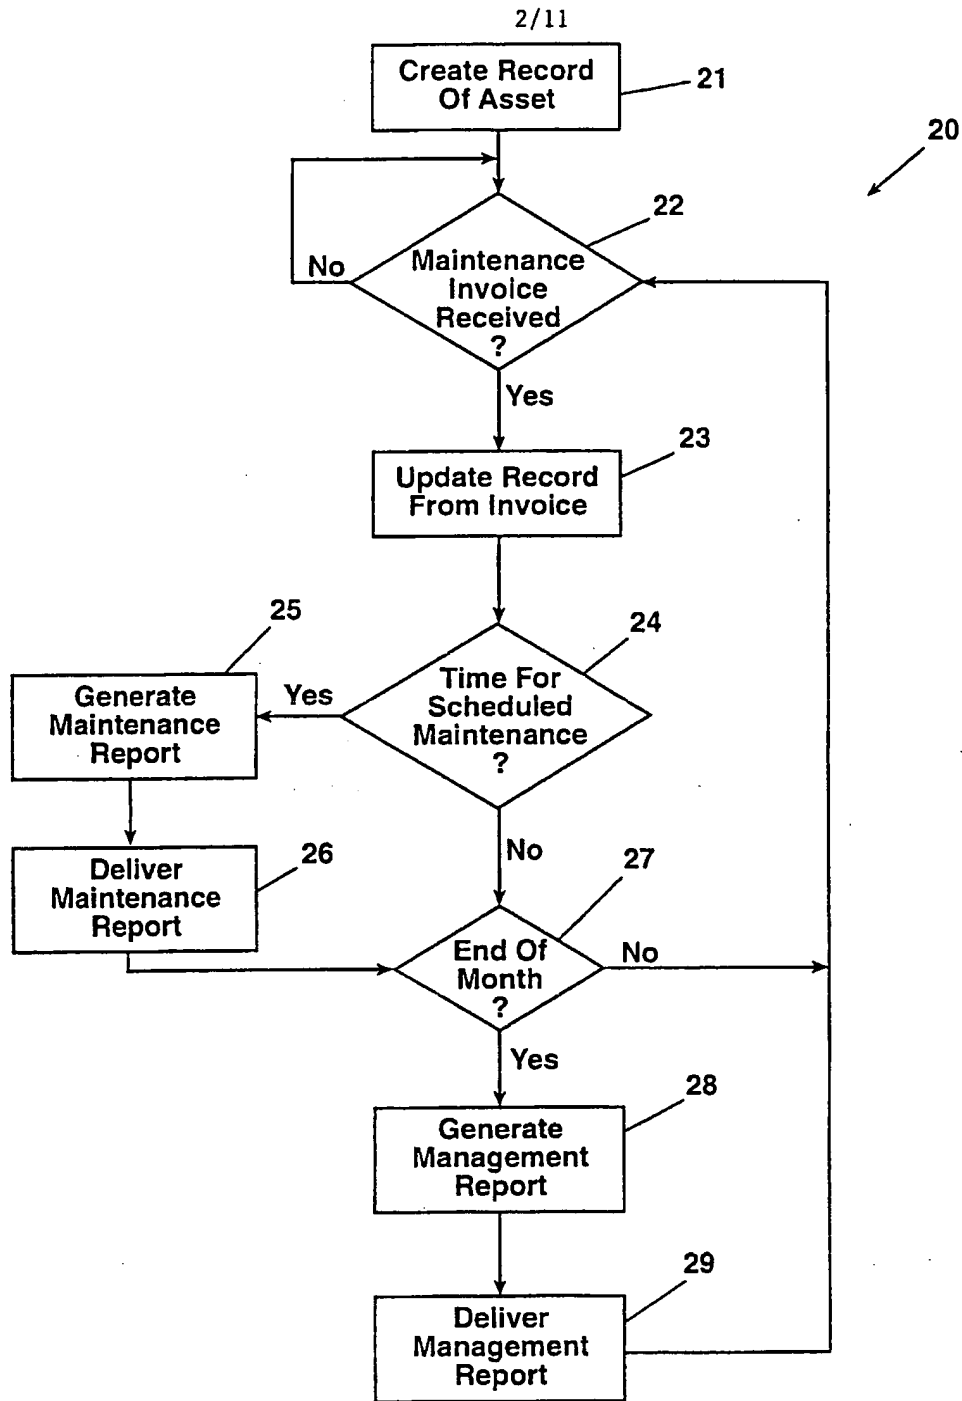 2/11
Create Record
Of Asset
21
20
22
No
Maintenance
Invoice
Received
?
Yes
23
Update Record
From Invoice
25
24
Generate
Maintenance
Report
Yes
Time For
Scheduled
Maintenance
?
No
Deliver
Maintenance
Report
26
27
End Of
Month
?
No
Yes
28
Generate
Management
Report
29
Deliver
Management
Report